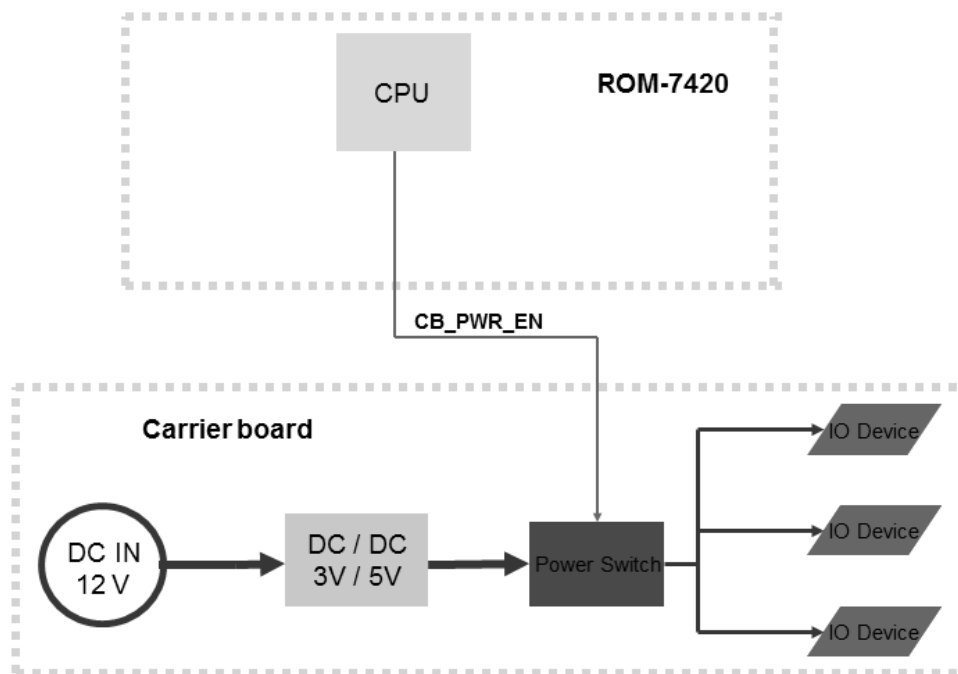 CPU
ROM-7420
CB_PWR_EN
Carrier board
IO Device
DC IN
12 V
DC / DC
3V / 5V
Power Switch
IO Device
IO Device